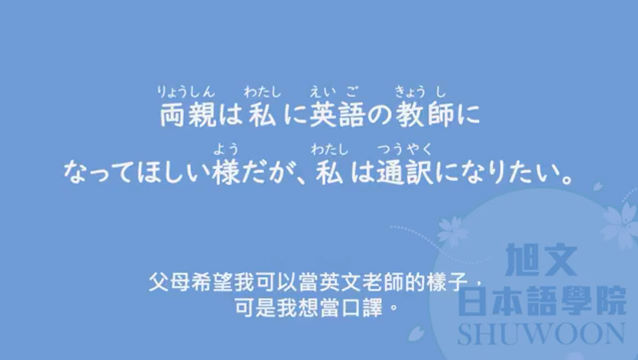 りょうしん わたし えい ご きょう し
両親は私に英語の教師に
よう わたし つうやく
なってほしい様だが、私は通訳になりたい。
父母希望我可以當英文老師的樣子，
可是我想當口譯。
旭文
日本語學院
SHUWOON